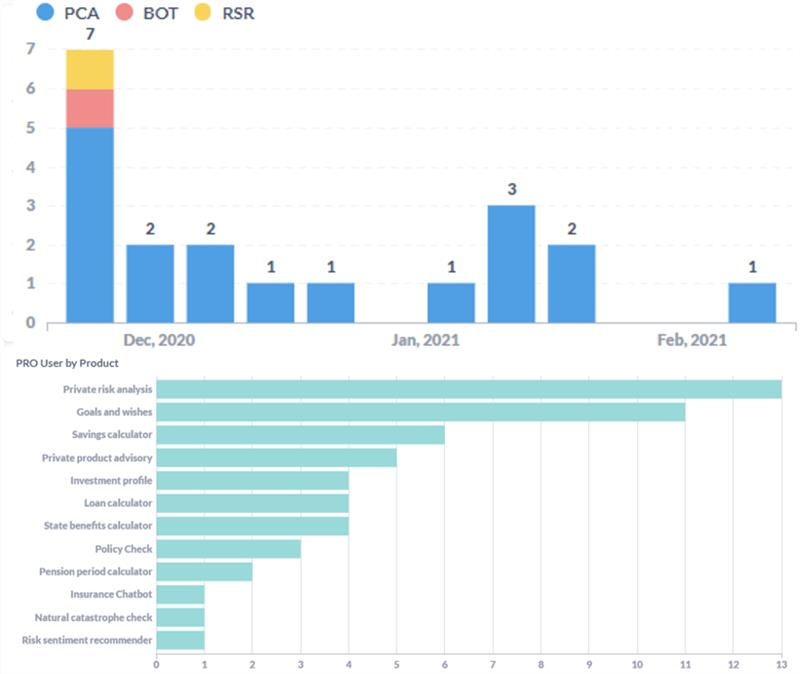 PCA BOT RSR
7
7
6
5
4
3
3
2 2 2
2
1 1 1 1
1
0
Dec, 2020 Jan, 2021 Feb, 2021
PRO User by Product
Private risk analysis
Goals and wishes
Savings calculator
Private product advisory
Investment profile
Loan calculator
State benefits calculator
Policy Check
Pension period calculator
Insurance Chatbot
Natural catastrophe check
Risk sentiment recommender
0 1 2 3 4 5 6 7 8 9 10 11 12 13